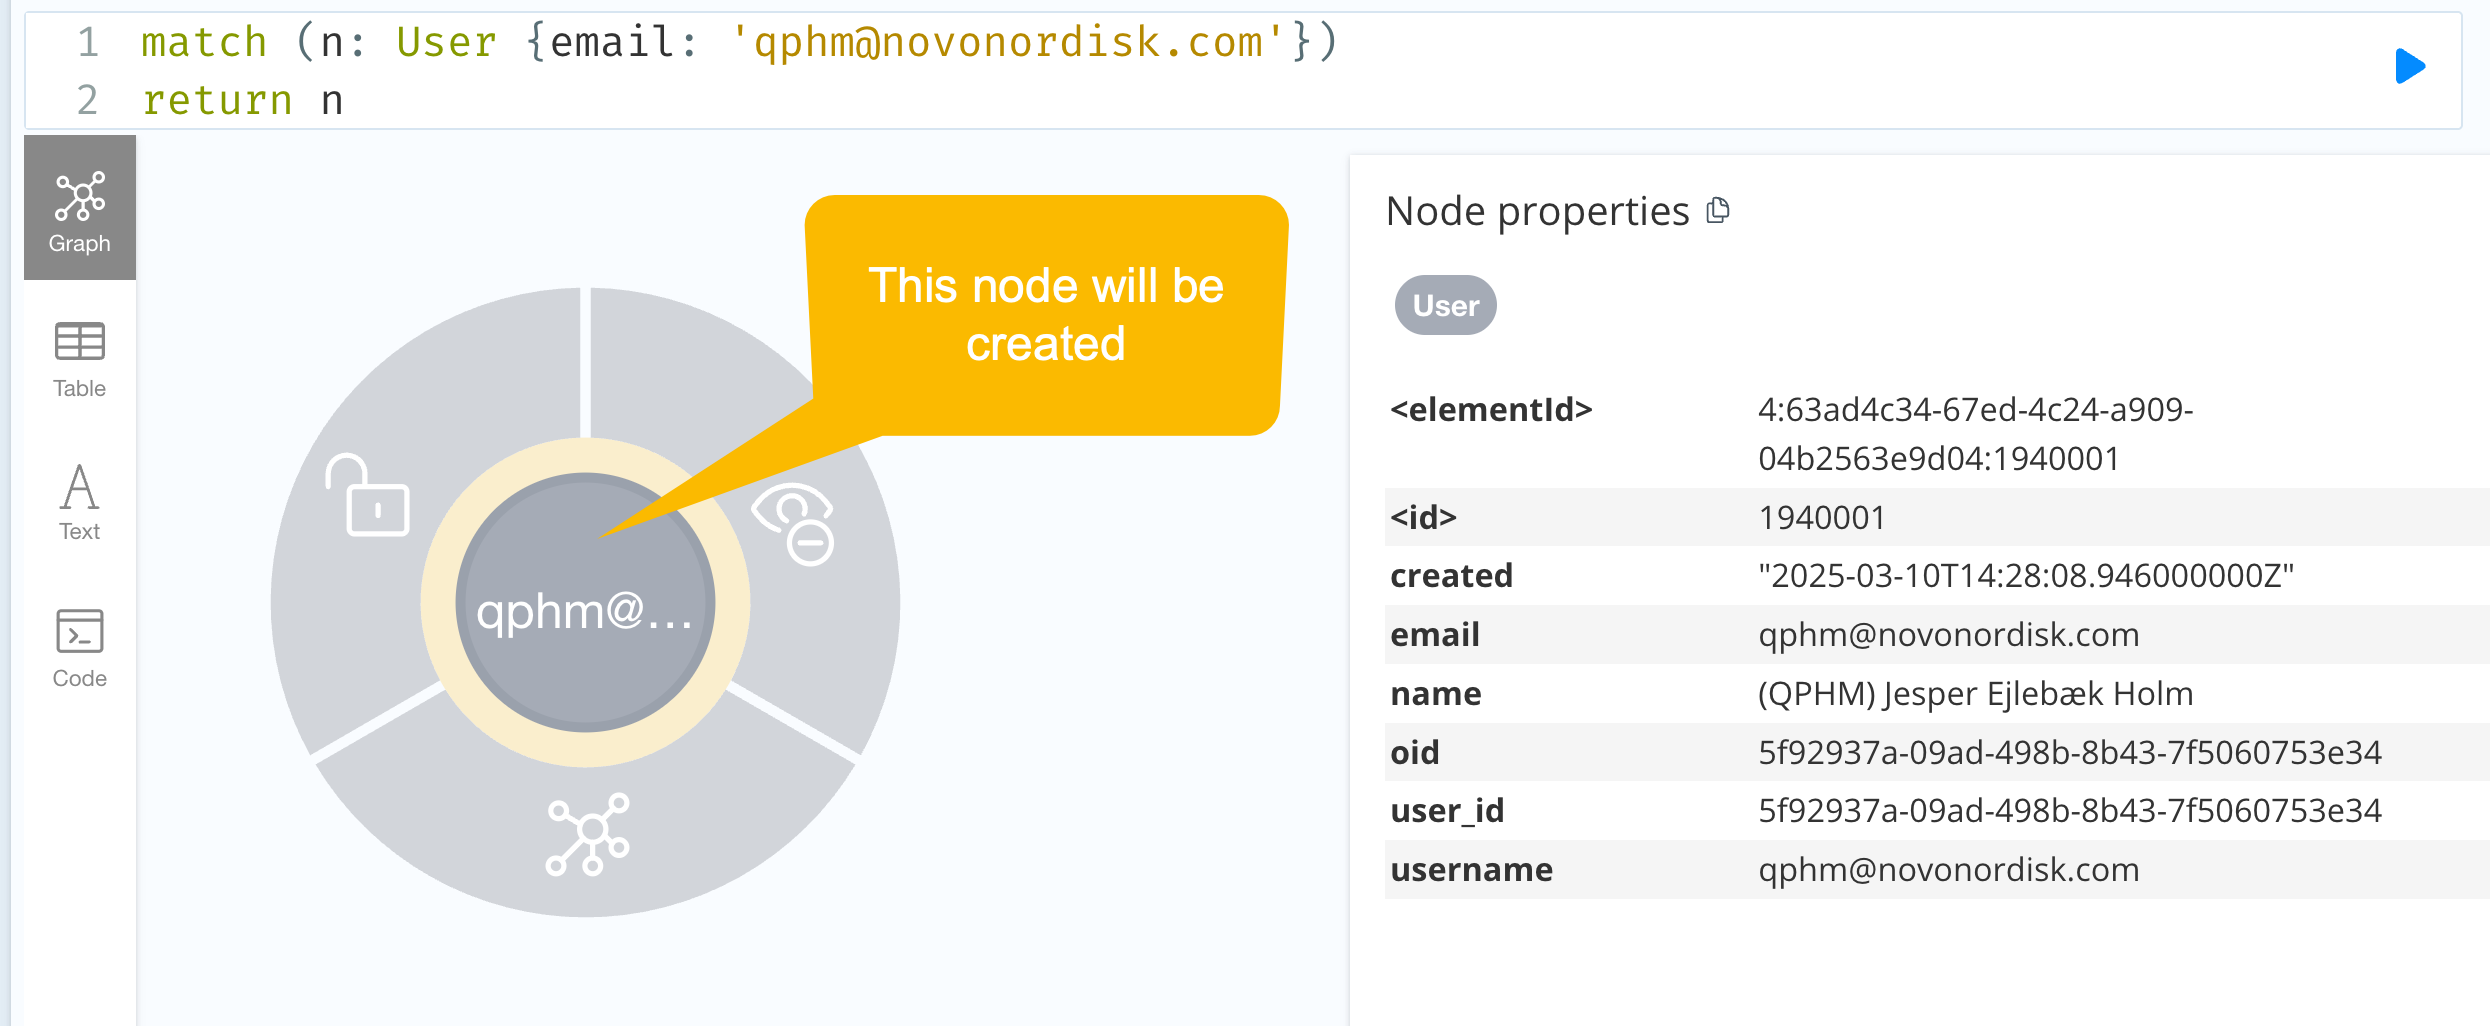 1 match (n: User {email: 'qphm@novonordisk.com'})
2 return n
Graph
Table
Text
Code
This node will be
created
qphm@...
Node properties
User
<elementId> 4:63ad4c34-67ed-4c24-a909-
04b2563e9d04:1940001
<id> 1940001
created "2025-03-10T14:28:08.946000000Z"
email qphm@novonordisk.com
name (QPHM) Jesper Ejlebæk Holm
oid 5f92937a-09ad-498b-8b43-7f5060753e34
user_id 5f92937a-09ad-498b-8b43-7f5060753e34
username qphm@novonordisk.com